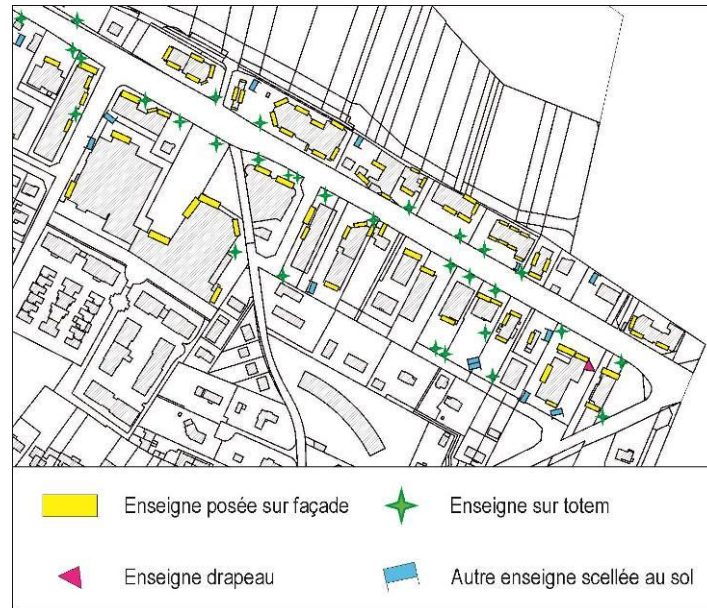 Enseigne posée sur façade
Enseigne sur totem
Enseigne drapeau
Autre enseigne scellée au sol